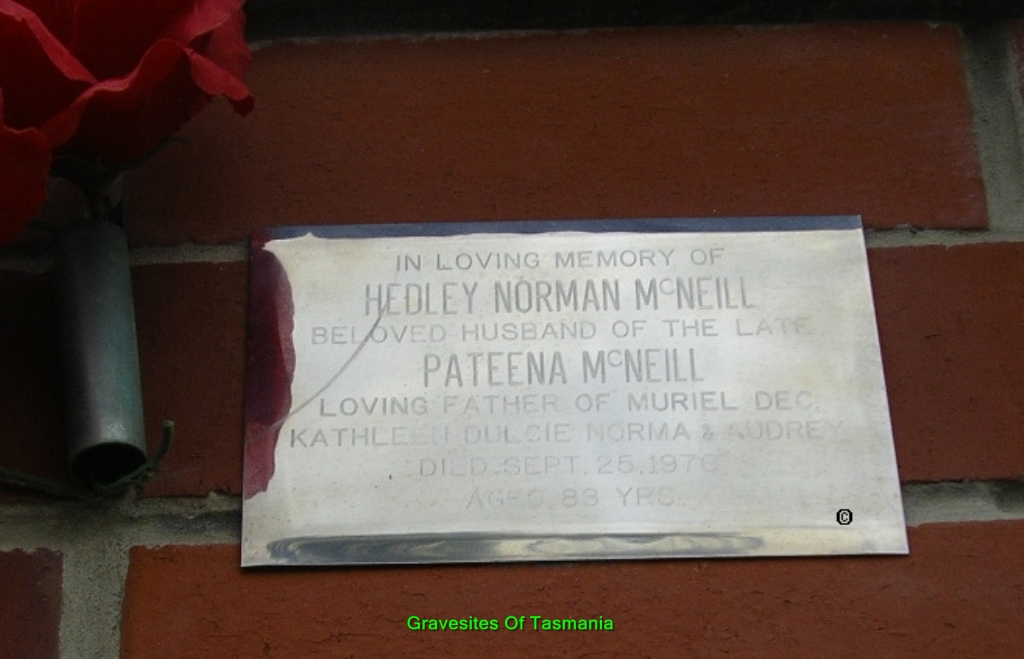 IN LOVING MEMORY OF
HEDLEY NORMAN McNEILL
BELOVED HUSBAND OF THE LATE
PATEENA McNEILL
LOVING FATHER OF MURIEL DEC.
KATHLEEN DULCIE NORMA & AUDREY
DIED SEPT. 25, 1976
AGED 83 YRS.
©
Gravesites Of Tasmania